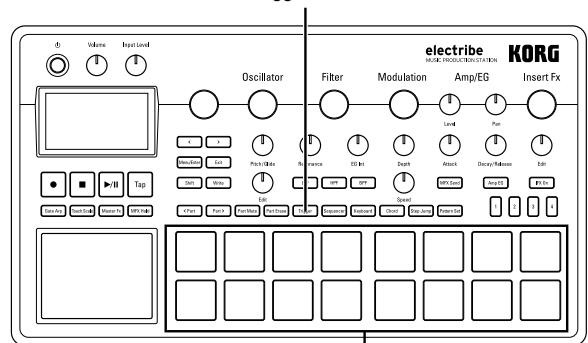 electribe
MUSIC PRODUCTION STATION
KORG
Volume
Input Level
Oscillator
Filter
Modulation
Amp/EG
Insert Fx
Level
Pan
< >
Menu/Enter Exit
Pitch/Glide
Resonance
EG Int
Depth
Attack
Decay/Release
Edit
Shift Write
HPF BPF
MFX Send
Amp EG
IFX On
Edit
Speed
Tap
Gate Arp Touch Scale Master Fx MFX Hold
< Part Part > Part Mute Part Erase Trigger Sequencer Keyboard Chord Step Jump Pattern Set
1 2 3 4